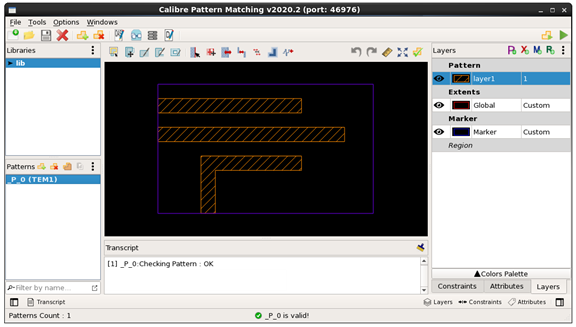 Calibre Pattern Matching v2020.2 (port: 46976)
File Tools Options Windows
Libraries
lib
Patterns
_P_0 (TEM1)
Filter by name...
Transcript
[1] _P_0:Checking Pattern : OK
Layers
Pattern
layer1 1
Extents
Global Custom
Marker
Marker Custom
Region
Colors Palette
Constraints Attributes Layers
Transcript
Layers Constraints Attributes
Patterns Count : 1
_P_0 is valid!